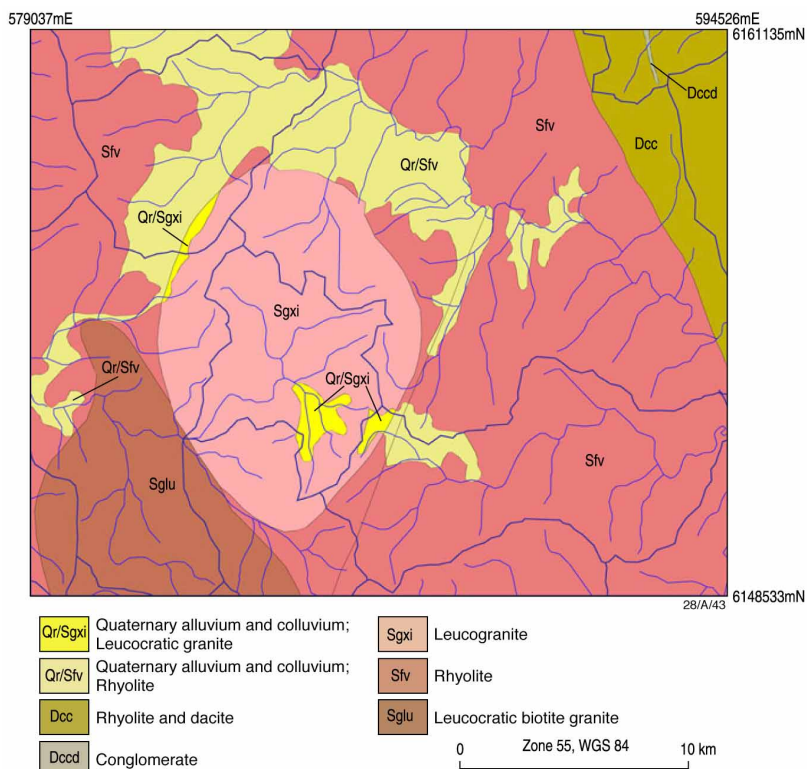 579037mE
594526mE
6161135mN
Dccd
Sfv
Sfv
Dcc
Qr/Sfv
Qr/Sgxi
Sgxi
Qr/Sfv
Qr/Sgxi
Sfv
Sglu
28/A/43
6148533mN
Qr/Sgxi
Quaternary alluvium and colluvium;
Leucocratic granite
Qr/Sfv
Quaternary alluvium and colluvium;
Rhyolite
Dcc
Rhyolite and dacite
Dccd
Conglomerate
Sgxi
Leucogranite
Sfv
Rhyolite
Sglu
Leucocratic biotite granite
0
Zone 55, WGS 84
10 km